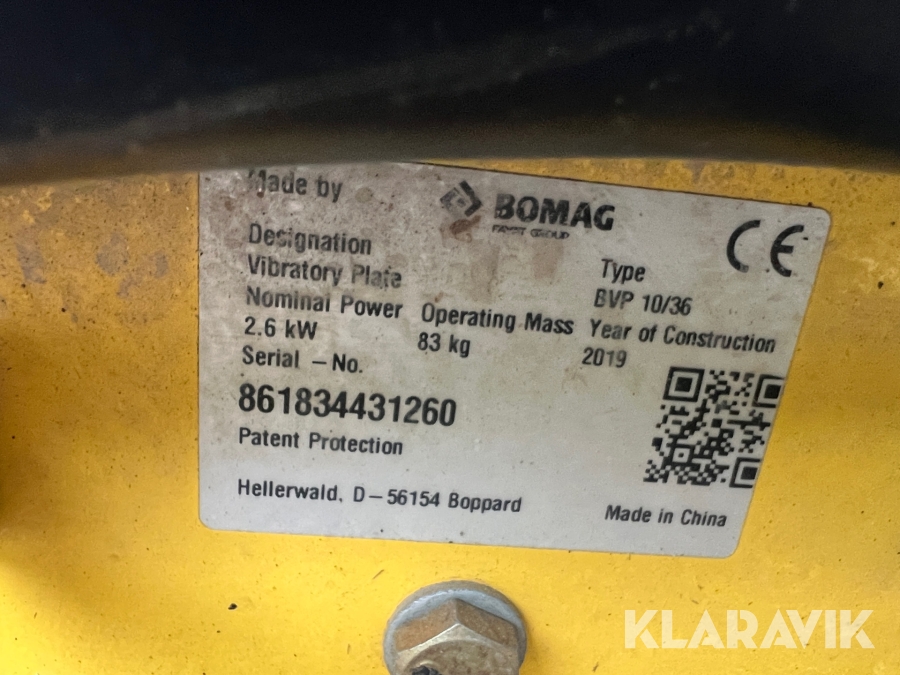 Made by
BOMAG
FAYAT GROUP
CE
Designation
Vibratory Plate
Type
BVP 10/36
Nominal Power
2.6 kW
Operating Mass
83 kg
Year of Construction
2019
Serial -No.
861834431260
Patent Protection
Hellerwald, D-56154 Boppard
Made in China
KLARAVIK